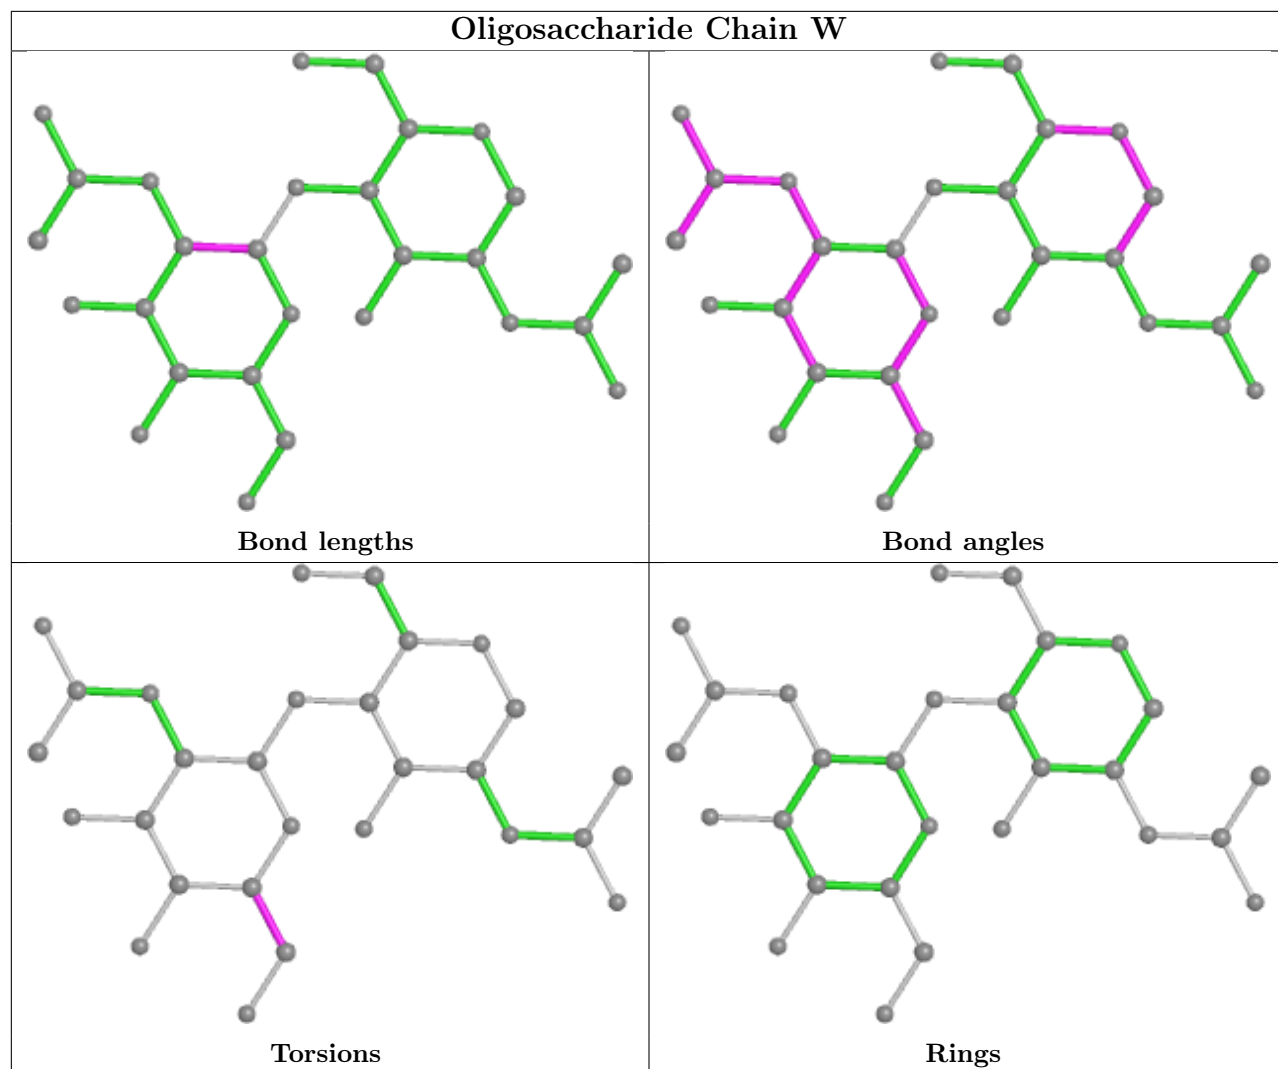 Oligosaccharide Chain W
Bond lengths
Bond angles
Torsions
Rings